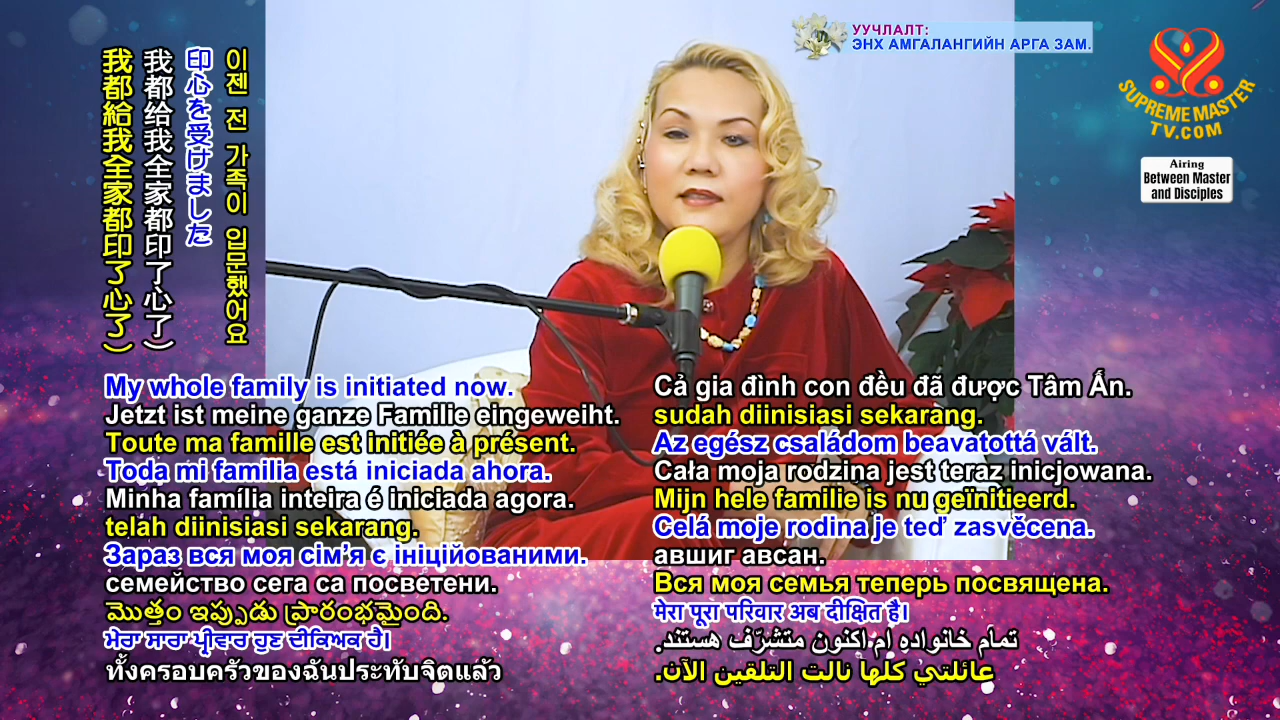 УУЧЛАЛТ:
ЭНХ АМГАЛАНГИЙН АРГА ЗАМ.
SUPREME MASTER
TV.COM
Airing
Between Master
and Disciples
이젠 전 가족이 입문했어요
印心を受けました
我都给我全家都印了心了）
我都給我全家都印了心了）
My whole family is initiated now.
Jetzt ist meine ganze Familie eingeweiht.
Toute ma famille est initiée à présent.
Toda mi familia está iniciada ahora.
Minha família inteira é iniciada agora.
telah diinisiasi sekarang.
Зараз вся моя сім’я є ініційованими.
семейство сега са посветени.
మొత్తం ఇప్పుడు ప్రారంభమైంది.
ਮੇਰਾ ਸਾਰਾ ਪ੍ਰੀਵਾਰ ਹੁਣ ਦੀਕਿਅਕ ਹੈ।
ทั้งครอบครัวของฉันประทับจิตแล้ว
Cả gia đình con đều đã được Tâm Ấn.
sudah diinisiasi sekarang.
Az egész családom beavatottá vált.
Cała moja rodzina jest teraz inicjowana.
Mijn hele familie is nu geïnitieerd.
Celá moje rodina je teď zasvěcena.
авшиг авсан.
Вся моя семья теперь посвящена.
मेरा पूरा परिवार अब दीक्षित है।
تمام خانوادهِ اَم اکنون متشرّف هستند.
عائلتي كلها نالت التلقين الآن.